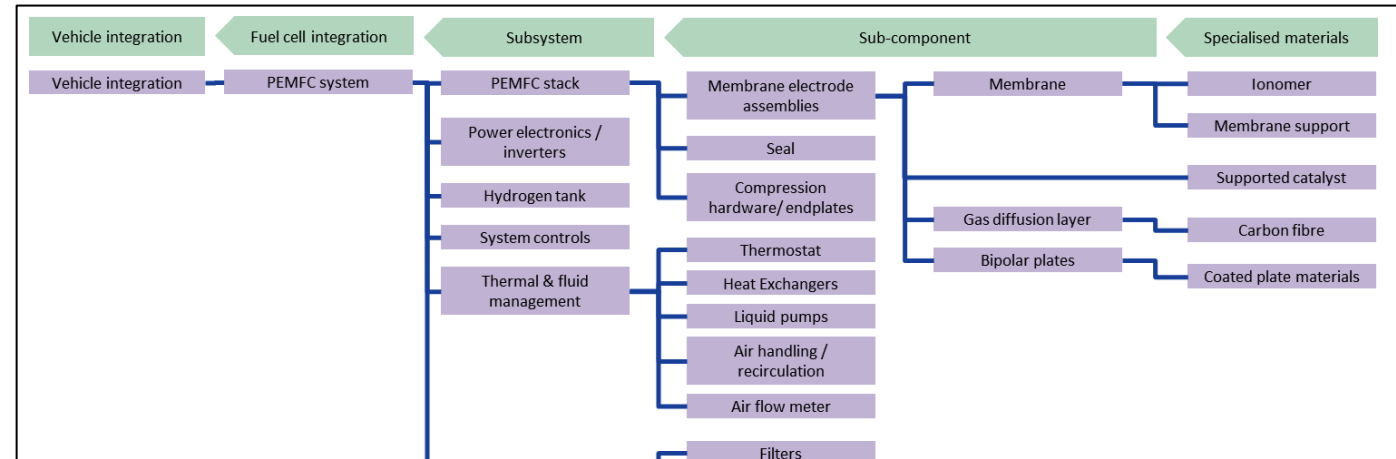 Vehicle integration
Fuel cell integration
Subsystem
Sub-component
Specialised materials
Vehicle integration
PEMFC system
PEMFC stack
Membrane electrode
assemblies
Membrane
Ionomer
Membrane support
Power electronics /
inverters
Seal
Supported catalyst
Hydrogen tank
Compression
hardware/ endplates
Gas diffusion layer
Carbon fibre
System controls
Thermostat
Bipolar plates
Coated plate materials
Thermal & fluid
management
Heat Exchangers
Liquid pumps
Air handling /
recirculation
Air flow meter
Filters